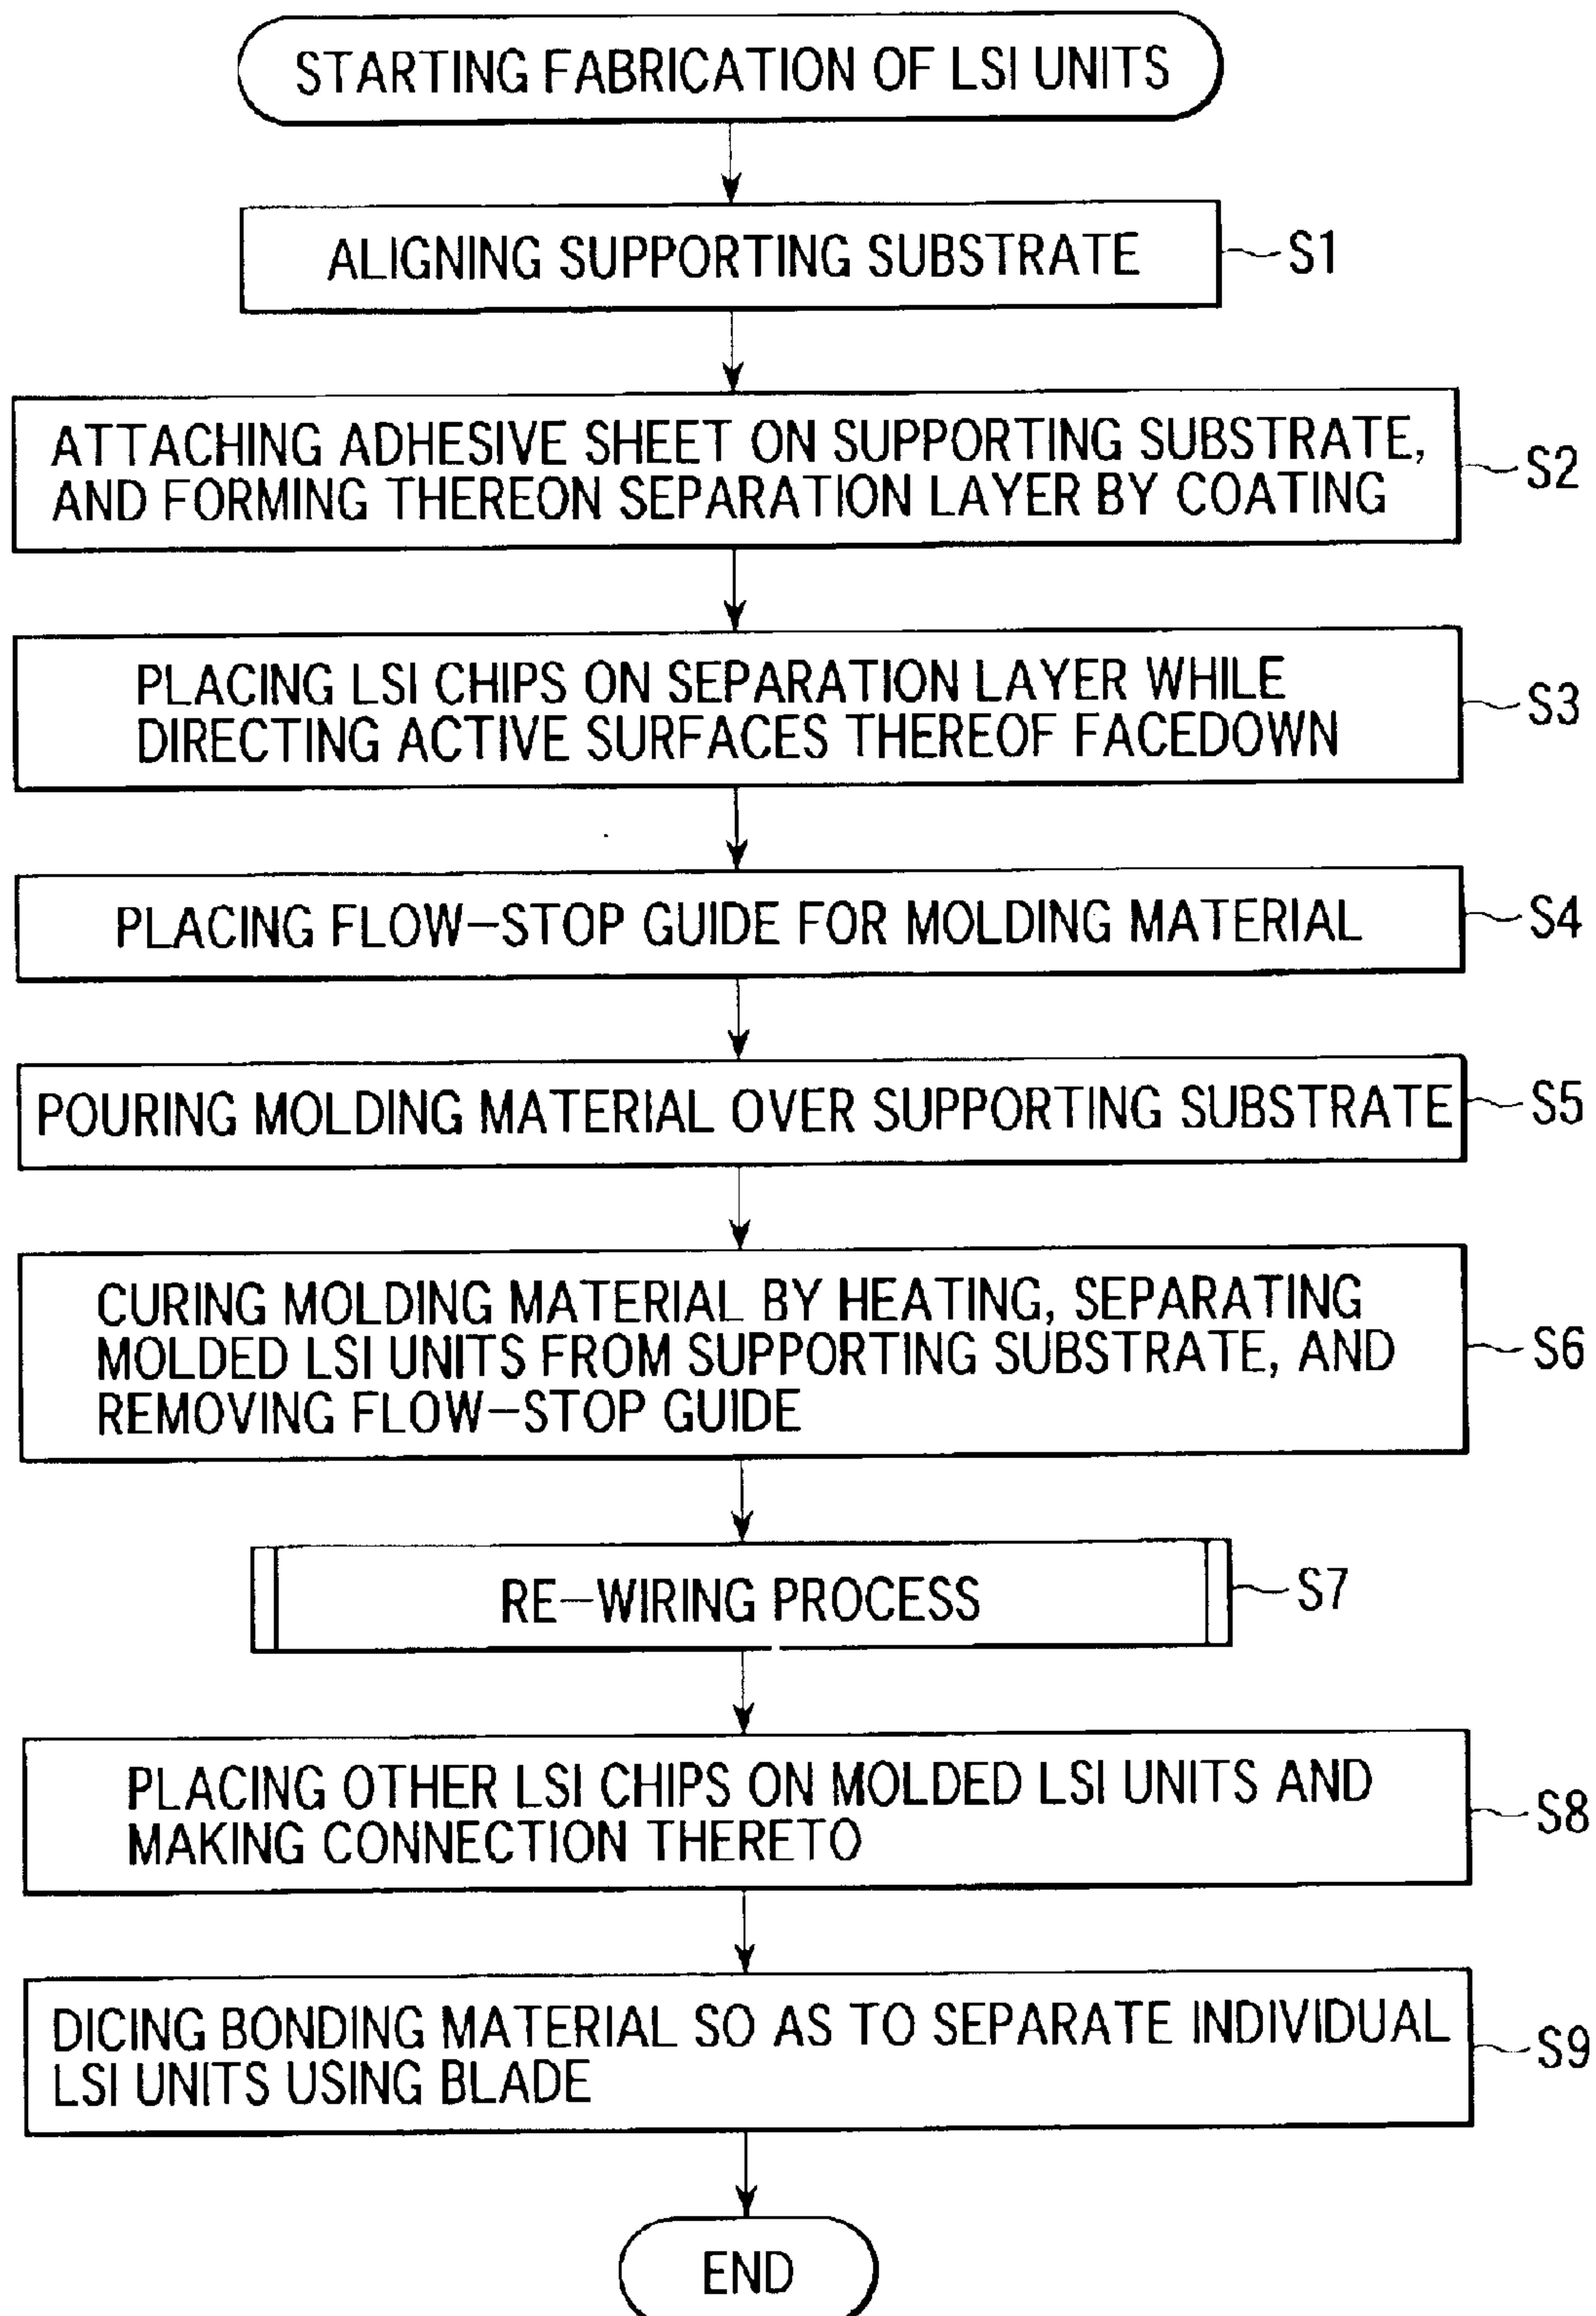 STARTING FABRICATION OF LSI UNITS
ALIGNING SUPPORTING SUBSTRATE
S1
ATTACHING ADHESIVE SHEET ON SUPPORTING SUBSTRATE,
AND FORMING THEREON SEPARATION LAYER BY COATING
S2
PLACING LSI CHIPS ON SEPARATION LAYER WHILE
DIRECTING ACTIVE SURFACES THEREOF FACEDOWN
S3
PLACING FLOW-STOP GUIDE FOR MOLDING MATERIAL
S4
POURING MOLDING MATERIAL OVER SUPPORTING SUBSTRATE
S5
CURING MOLDING MATERIAL BY HEATING, SEPARATING
MOLDED LSI UNITS FROM SUPPORTING SUBSTRATE, AND
REMOVING FLOW-STOP GUIDE
S6
RE-WIRING PROCESS
S7
PLACING OTHER LSI CHIPS ON MOLDED LSI UNITS AND
MAKING CONNECTION THERETO
S8
DICING BONDING MATERIAL SO AS TO SEPARATE INDIVIDUAL
LSI UNITS USING BLADE
S9
END